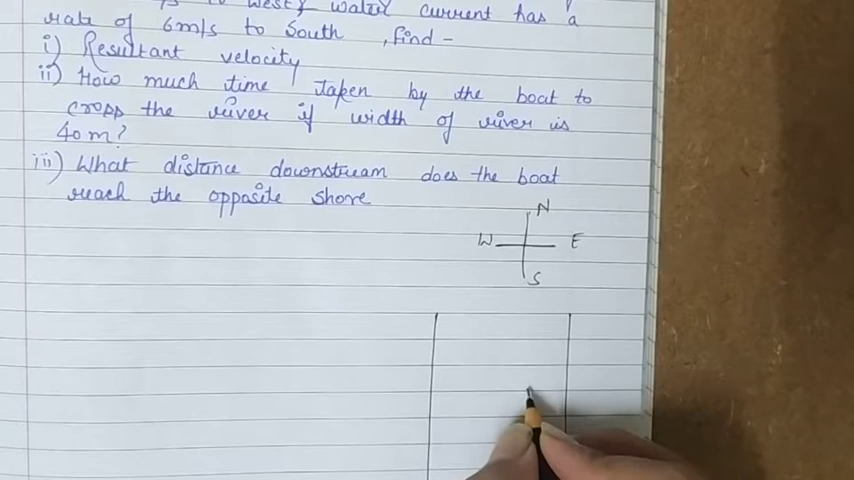 to West, Water current has a
rate of 6m/s to South , find -
i) Resultant velocity
ii) How much time taken by the boat to
cross the river if width of river is
40 m?
iii) What distance downstream does the boat
reach the opposite shore
N
W E
S